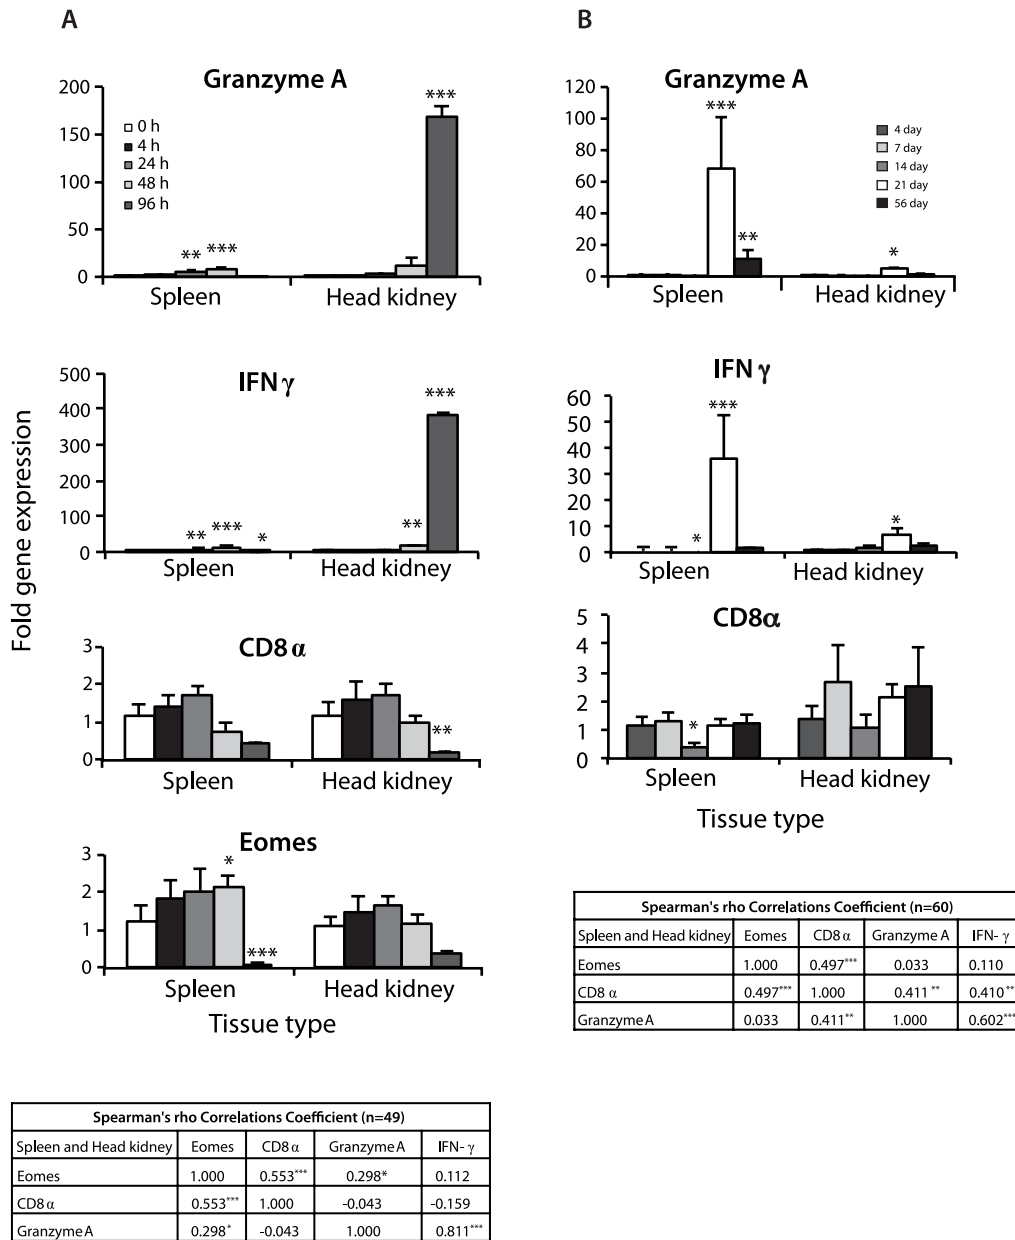 A
Granzyme A
200
150
100
50
0
0 h
4 h
24 h
48 h
96 h
** *** ***
Spleen Head kidney
IFN γ
500
400
300
200
100
0
** *** * ** ***
Spleen Head kidney
Fold gene expression
CD8 α
3
2
1
0
**
Spleen Head kidney
Eomes
3
2
1
0
* ***
Spleen Head kidney
Tissue type
Spearman's rho Correlations Coefficient (n=49)
Spleen and Head kidney Eomes CD8 α Granzyme A IFN- γ
Eomes 1.000 0.553*** 0.298* 0.112
CD8 α 0.553*** 1.000 -0.043 -0.159
Granzyme A 0.298* -0.043 1.000 0.811***
B
Granzyme A
120
100
80
60
40
20
0
4 day
7 day
14 day
21 day
56 day
*** ** *
Spleen Head kidney
IFN γ
60
50
40
30
20
10
0
* *** *
Spleen Head kidney
CD8α
5
4
3
2
1
0
*
Spleen Head kidney
Tissue type
Spearman's rho Correlations Coefficient (n=60)
Spleen and Head kidney Eomes CD8 α Granzyme A IFN- γ
Eomes 1.000 0.497*** 0.033 0.110
CD8 α 0.497*** 1.000 0.411** 0.410**
Granzyme A 0.033 0.411** 1.000 0.602***